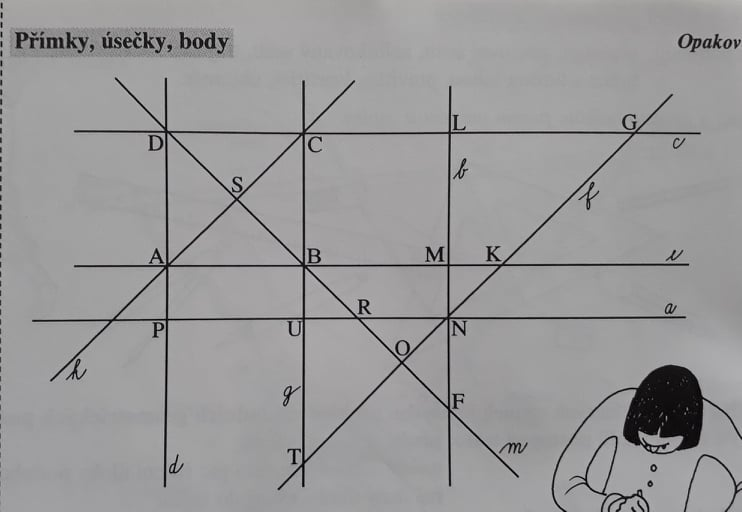 Přímky, úsečky, body
Opakov
D C L G c
b
f
S
A B M K e
R a
P U N
h O
g F
T m
d